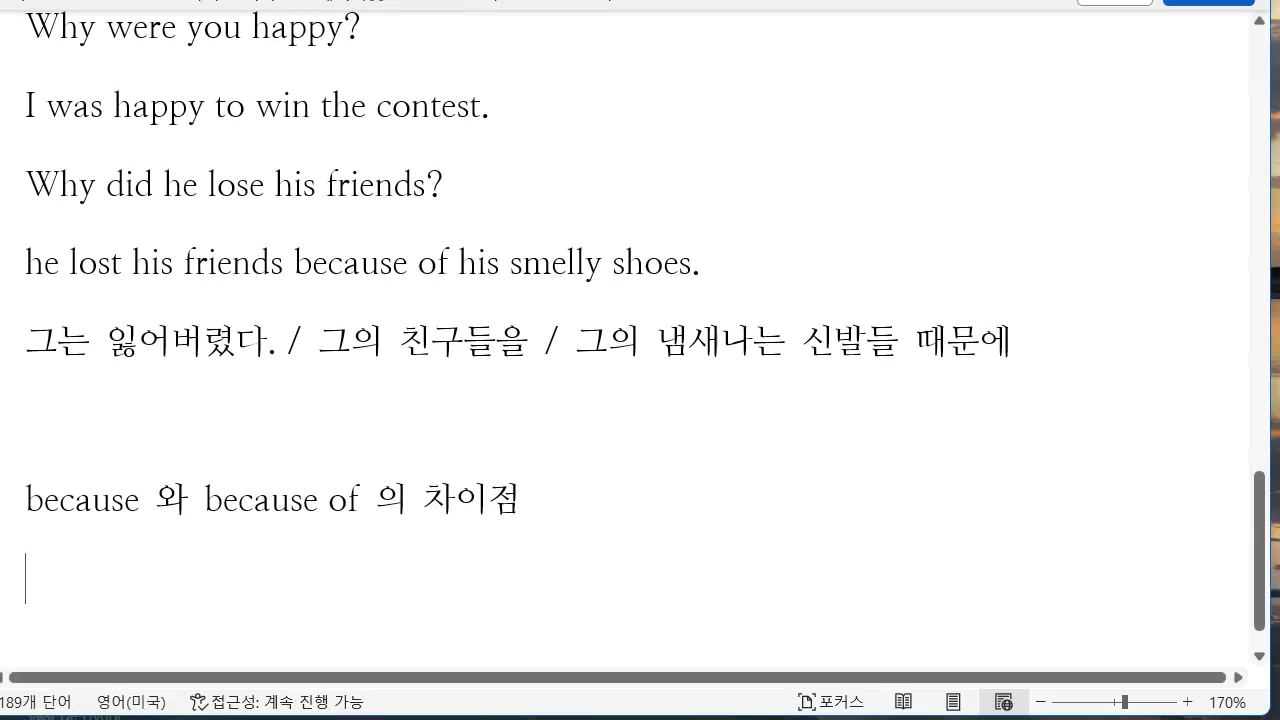 Why were you happy?
I was happy to win the contest.
Why did he lose his friends?
he lost his friends because of his smelly shoes.
그는 잃어버렸다. / 그의 친구들을 / 그의 냄새나는 신발들 때문에
because 와 because of 의 차이점
189개 단어 영어(미국) 접근성: 계속 진행 가능 포커스 170%